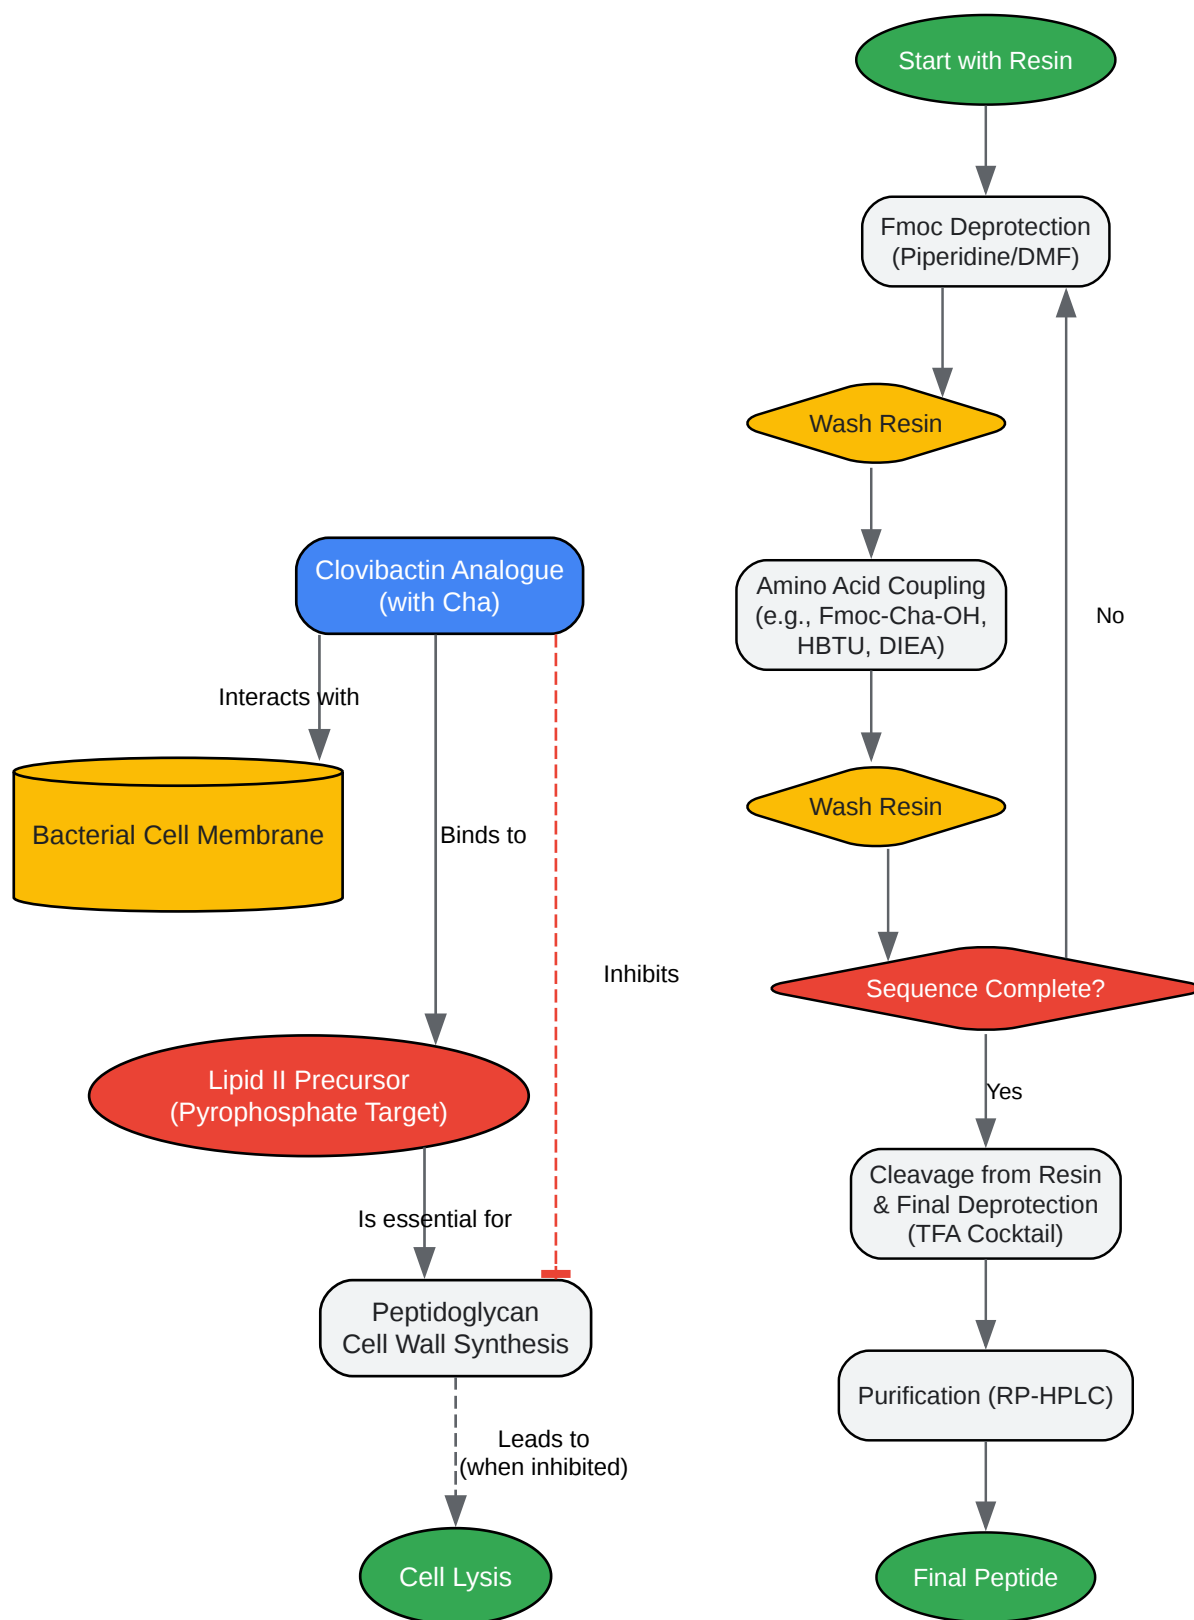 Clovibactin Analogue
(with Cha)
Interacts with
Bacterial Cell Membrane
Binds to
Inhibits
Lipid II Precursor
(Pyrophosphate Target)
Is essential for
Peptidoglycan
Cell Wall Synthesis
Leads to
(when inhibited)
Cell Lysis
Start with Resin
Fmoc Deprotection
(Piperidine/DMF)
Wash Resin
Amino Acid Coupling
(e.g., Fmoc-Cha-OH,
HBTU, DIEA)
No
Wash Resin
Sequence Complete?
Yes
Cleavage from Resin
& Final Deprotection
(TFA Cocktail)
Purification (RP-HPLC)
Final Peptide